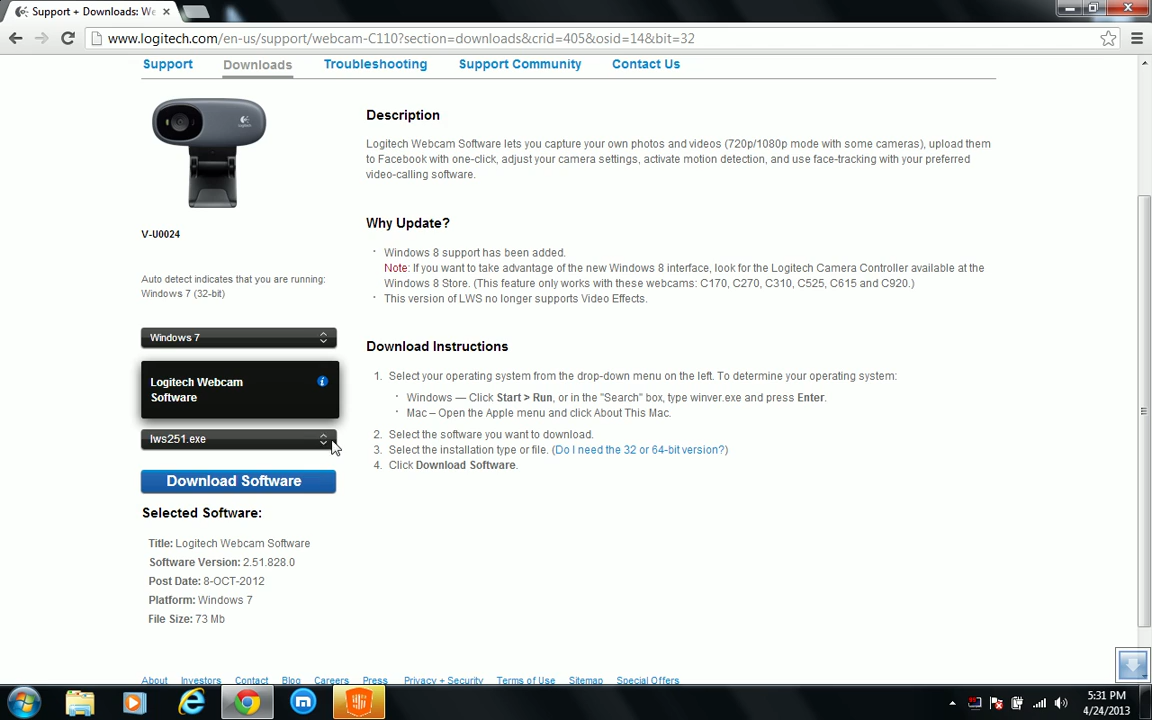 Support + Downloads: We
www.logitech.com/en-us/support/webcam-C110?section=downloads&crid=405&osid=14&bit=32
Support Downloads Troubleshooting Support Community Contact Us
logitech
V-U0024
Auto detect indicates that you are running:
Windows 7 (32-bit)
Windows 7
Logitech Webcam
Software
lws251.exe
Download Software
Selected Software:
Title: Logitech Webcam Software
Software Version: 2.51.828.0
Post Date: 8-OCT-2012
Platform: Windows 7
File Size: 73 Mb
Description
Logitech Webcam Software lets you capture your own photos and videos (720p/1080p mode with some cameras), upload them
to Facebook with one-click, adjust your camera settings, activate motion detection, and use face-tracking with your preferred
video-calling software.
Why Update?
· Windows 8 support has been added.
Note: If you want to take advantage of the new Windows 8 interface, look for the Logitech Camera Controller available at the
Windows 8 Store. (This feature only works with these webcams: C170, C270, C310, C525, C615 and C920.)
· This version of LWS no longer supports Video Effects.
Download Instructions
1. Select your operating system from the drop-down menu on the left. To determine your operating system:
· Windows — Click Start > Run, or in the "Search" box, type winver.exe and press Enter.
· Mac – Open the Apple menu and click About This Mac.
2. Select the software you want to download.
3. Select the installation type or file. (Do I need the 32 or 64-bit version?)
4. Click Download Software.
About Investors Contact Blog Careers Press Privacy + Security Terms of Use Sitemap Special Offers
5:31 PM
4/24/2013